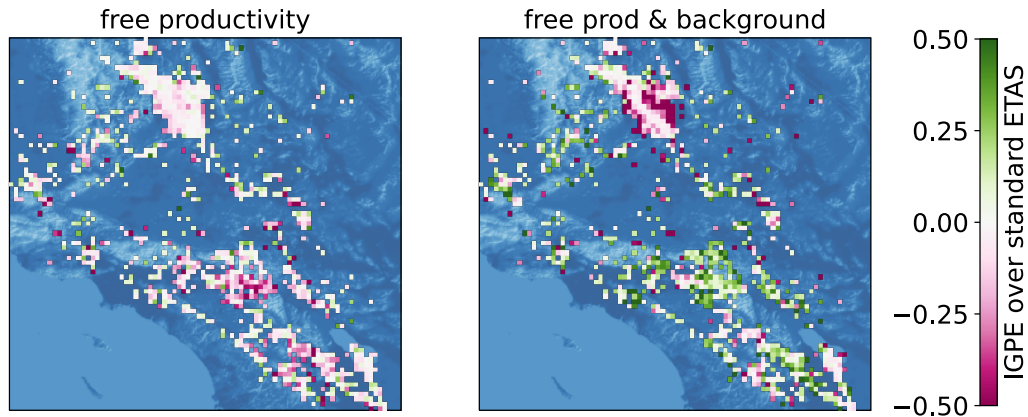 free productivity
free prod & background
0.50
0.25
0.00
−0.25
−0.50
IGPE over standard ETAS